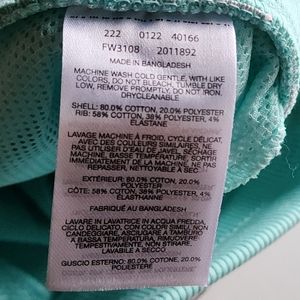 222 0122 40166
FW3108 2011892
MADE IN BANGLADESH
MACHINE WASH COLD GENTLE, WITH LIKE
COLORS, DO NOT BLEACH, TUMBLE DRY
LOW, REMOVE PROMPTLY, DO NOT IRON,
DRYCLEANABLE
SHELL: 80.0% COTTON, 20.0% POLYESTER
RIB: 58% COTTON, 38% POLYESTER, 4%
ELASTANE
LAVAGE MACHINE À FROID, CYCLE DÉLICAT,
AVEC DES COULEURS SIMILAIRES, NE
PAS UTILISER D'EAU DE JAVEL, SÉCHAGE
MACHINE, BASSE TEMPÉRATURE, SORTIR
IMMÉDIATEMENT DE LA MACHINE, NE PAS
REPASSER, NETTOYAGE À SEC
EXTÉRIEUR: 80.0% COTON, 20.0%
POLYESTER
CÔTE: 58% COTON, 38% POLYESTER, 4%
ÉLASTHANNE
FABRIQUÉ AU BANGLADESH
LAVARE IN LAVATRICE IN ACQUA FREDDA,
CICLO DELICATO, CON COLORI SIMILI, NON
CANDEGGIARE, ASCIUGARE A TAMBURO
A BASSA TEMPERATURA, RIMUOVERE
TEMPESTIVAMENTE, NON STIRARE,
LAVABILE A SECCO
GUSCIO ESTERNO: 80.0% COTONE, 20.0%
POLIESTERE